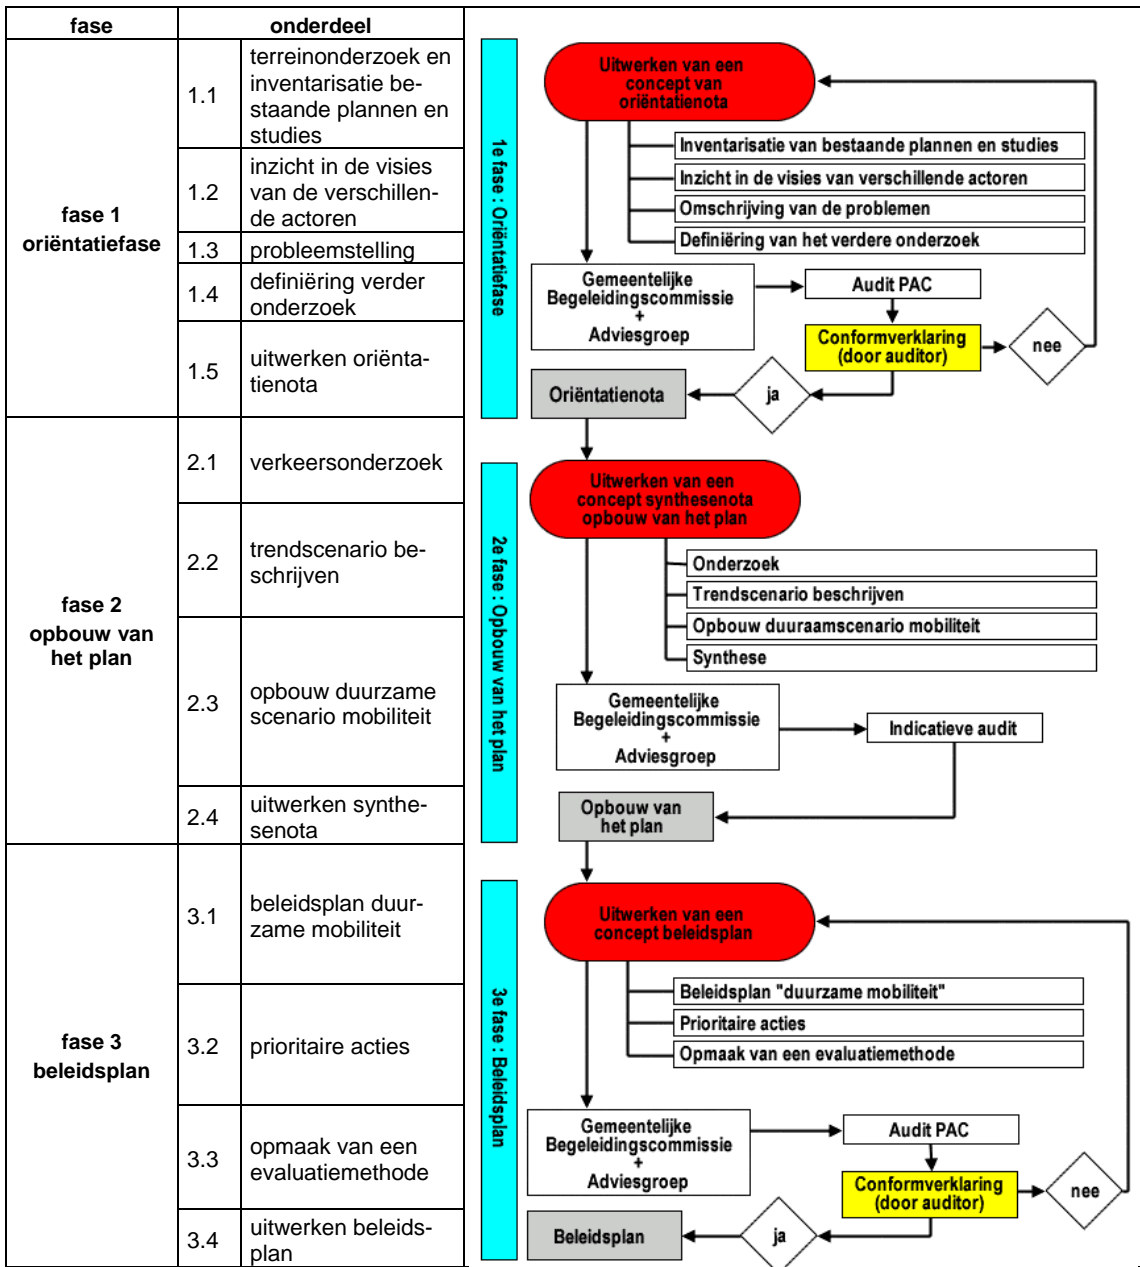 fase
onderdeel
fase 1
oriëntatiefase
1.1
terreinonderzoek en
inventarisatie be-
staande plannen en
studies
1.2
inzicht in de visies
van de verschillen-
de actoren
1.3
probleemstelling
1.4
definiëring verder
onderzoek
1.5
uitwerken oriënta-
tienota
fase 2
opbouw van
het plan
2.1
verkeersonderzoek
2.2
trendscenario be-
schrijven
2.3
opbouw duurzame
scenario mobiliteit
2.4
uitwerken synthe-
senota
fase 3
beleidsplan
3.1
beleidsplan duur-
zame mobiliteit
3.2
prioritaire acties
3.3
opmaak van een
evaluatiemethode
3.4
uitwerken beleids-
plan
1e fase : Oriëntatiefase
Uitwerken van een
concept van
oriëntatienota
Inventarisatie van bestaande plannen en studies
Inzicht in de visies van verschillende actoren
Omschrijving van de problemen
Definiëring van het verdere onderzoek
Gemeentelijke
Begeleidingscommissie
+
Adviesgroep
Audit PAC
Conformverklaring
(door auditor)
nee
ja
Oriëntatienota
2e fase : Opbouw van het plan
Uitwerken van een
concept synthesenota
opbouw van het plan
Onderzoek
Trendscenario beschrijven
Opbouw duuraamscenario mobiliteit
Synthese
Gemeentelijke
Begeleidingscommissie
+
Adviesgroep
Indicatieve audit
Opbouw van
het plan
3e fase : Beleidsplan
Uitwerken van een
concept beleidsplan
Beleidsplan "duurzame mobiliteit"
Prioritaire acties
Opmaak van een evaluatiemethode
Gemeentelijke
Begeleidingscommissie
+
Adviesgroep
Audit PAC
Conformverklaring
(door auditor)
nee
ja
Beleidsplan